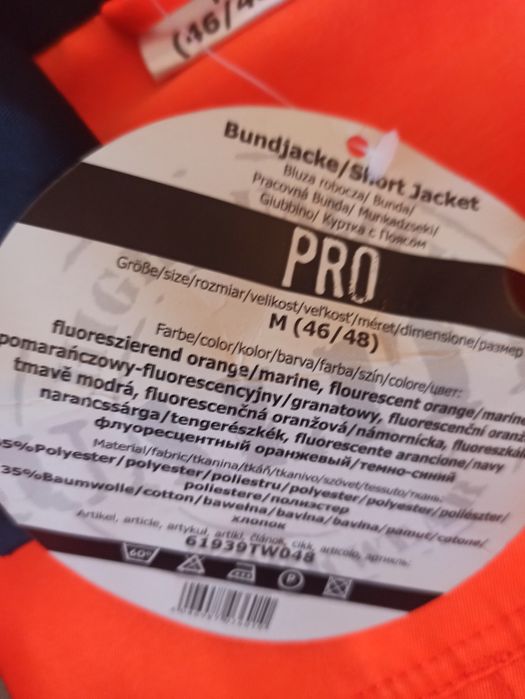 (46/48
Bundjacke/Short Jacket
Bluza robocza/ Bunda/
Pracovná Bunda/ Munkadzseki/
Giubbino/ Куртка с поясом
PRO
Größe/size/rozmiar/velikost/veľkosť/méret/dimensione/размер
M (46/48)
Farbe/color/kolor/barva/farba/szín/colore/цвет:
fluoreszierend orange/marine, flourescent orange/marine
pomarańczowy-fluorescencyjny/granatowy, fluorescenční oranž
tmavě modrá, fluorescenčná oranžová/námornícka, fluoreszkáló
narancssárga/tengerészkék, fluorescente arancione/navy
флуоресцентный оранжевый/темно-синий
Material/fabric/tkanina/tkáň/tkanivo/szövet/tessuto/ткань:
65%Polyester/polyester/poliestru/polyester/polyester/poliészter/
poliestere/полиэстер
35%Baumwolle/cotton/bawełna/bavlna/bavlna/pamut/cotone/
хлопок
Artikel, article, artykuł, artikl, článok, cikk, articolo, артикль:
61939TW048
60°
P